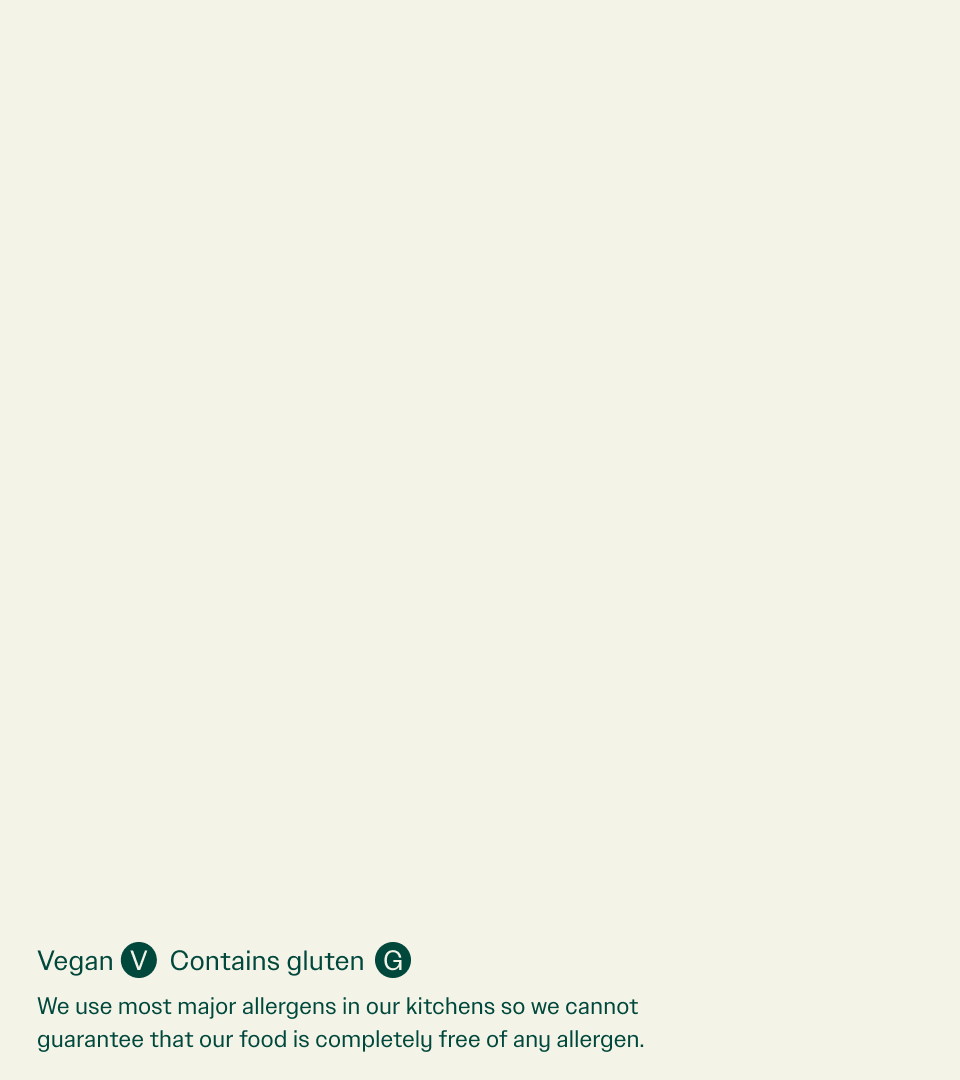 Vegan V Contains gluten G
We use most major allergens in our kitchens so we cannot
guarantee that our food is completely free of any allergen.